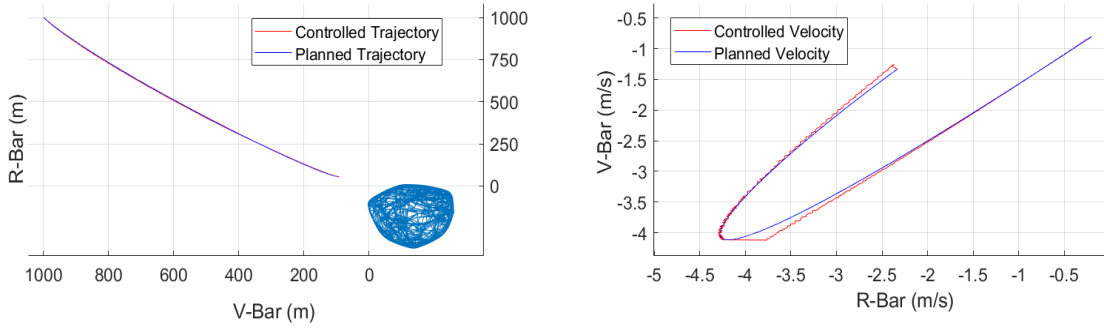 Controlled Trajectory
Planned Trajectory
R-Bar (m)
1000
750
500
250
0
1000 800 600 400 200 0
V-Bar (m)
Controlled Velocity
Planned Velocity
V-Bar (m/s)
-0.5
-1
-1.5
-2
-2.5
-3
-3.5
-4
-5 -4.5 -4 -3.5 -3 -2.5 -2 -1.5 -1 -0.5
R-Bar (m/s)